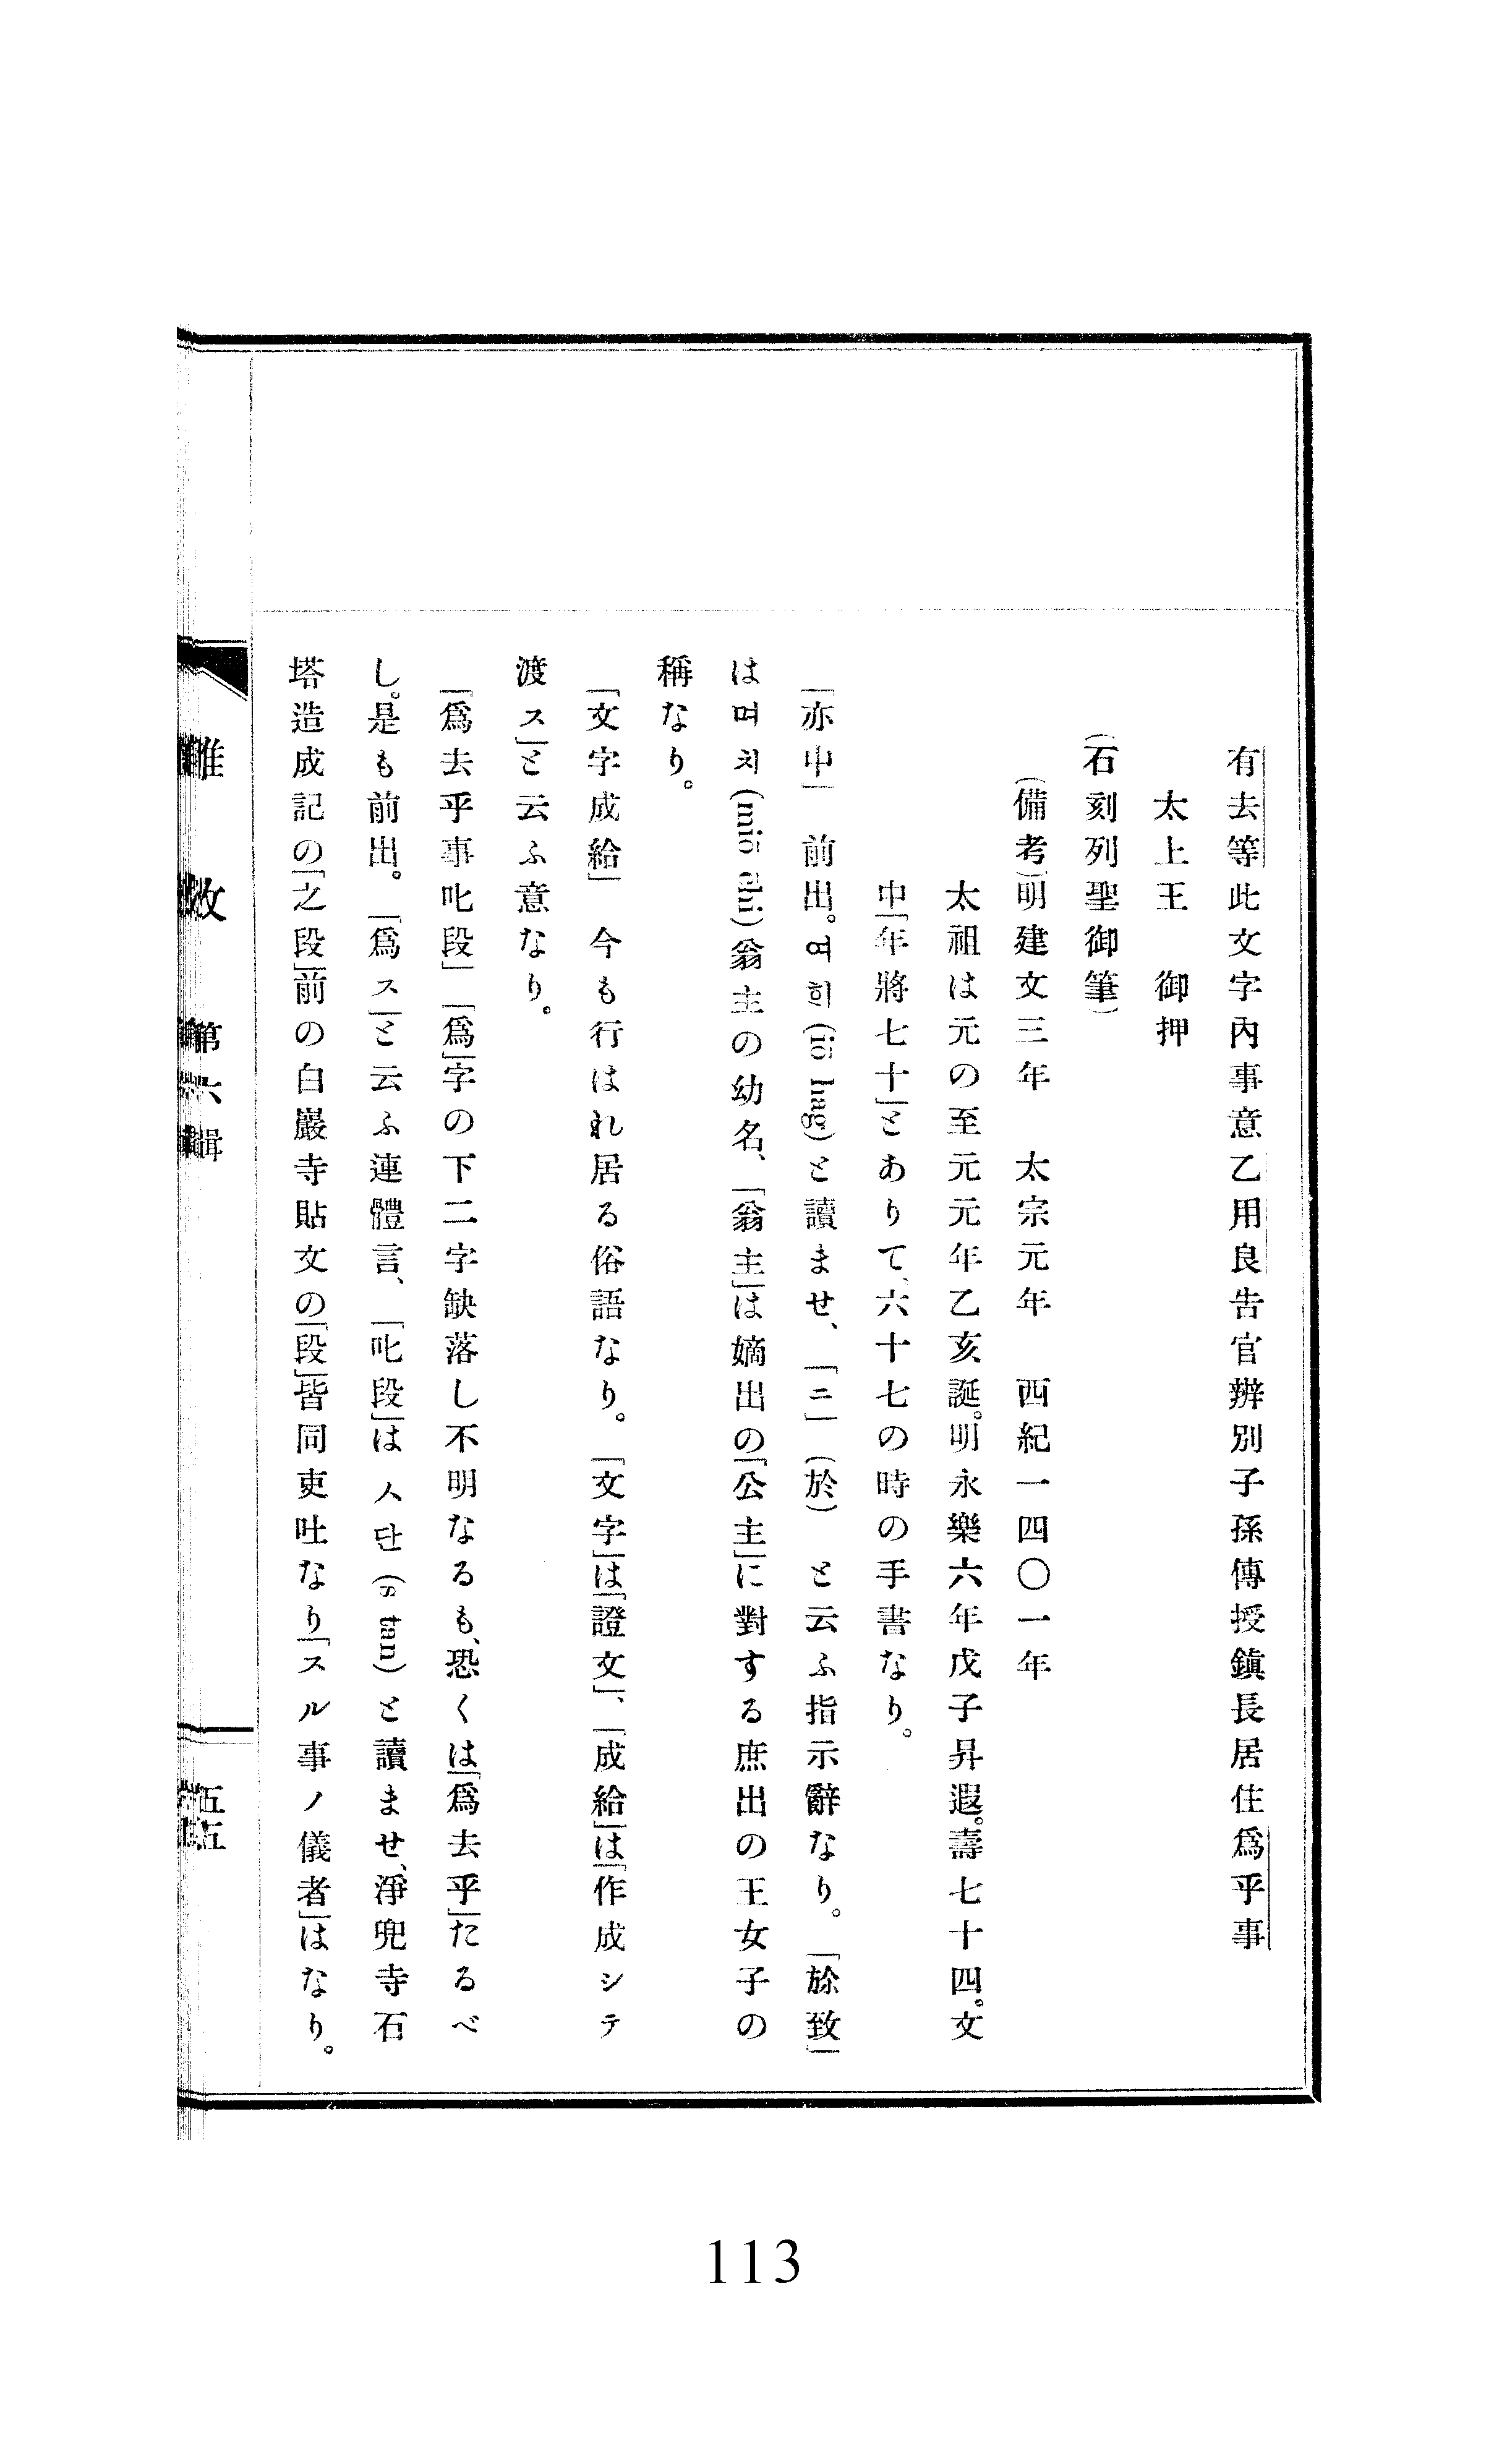 有去等此文字內事意乙用良吿官辨別子孫傳授鎭長居住爲乎事
太上王　御押
(石刻列聖御筆)
(備考)明建文三年　太宗元年　西紀一四〇一年
太祖は元の至元元年乙亥誕。明永樂六年戊子昇遐。壽七十四。文
中「年將七十」とありて、六十七の時の手書なり。
「亦中」　前出。여희(iö hŭg)と讀ませ、「ニ」(於)　と云ふ指示辭なり。「旀致」
は며치(miö chi)翁主の幼名、「翁主」は嫡出の「公主」に對する庶出の王女子の
稱なり。
「文字成給」　今も行はれ居る俗語なり。「文字」は「證文」、「成給」は「作成シテ
渡ス」と云ふ意なり。
「爲去乎事叱段」「爲」字の下二字缺落し不明なるも、恐くは「爲去乎」たるべ
し。是も前出。「爲ス」と云ふ連體言、「叱段」は ㅅ단(s tan)と讀ませ、淨兜寺石
塔造成記の「之段」前の白巖寺貼文の「段」皆同吏吐なり「スル事ノ儀者」はなり。
雜攷　第六輯
五五
113